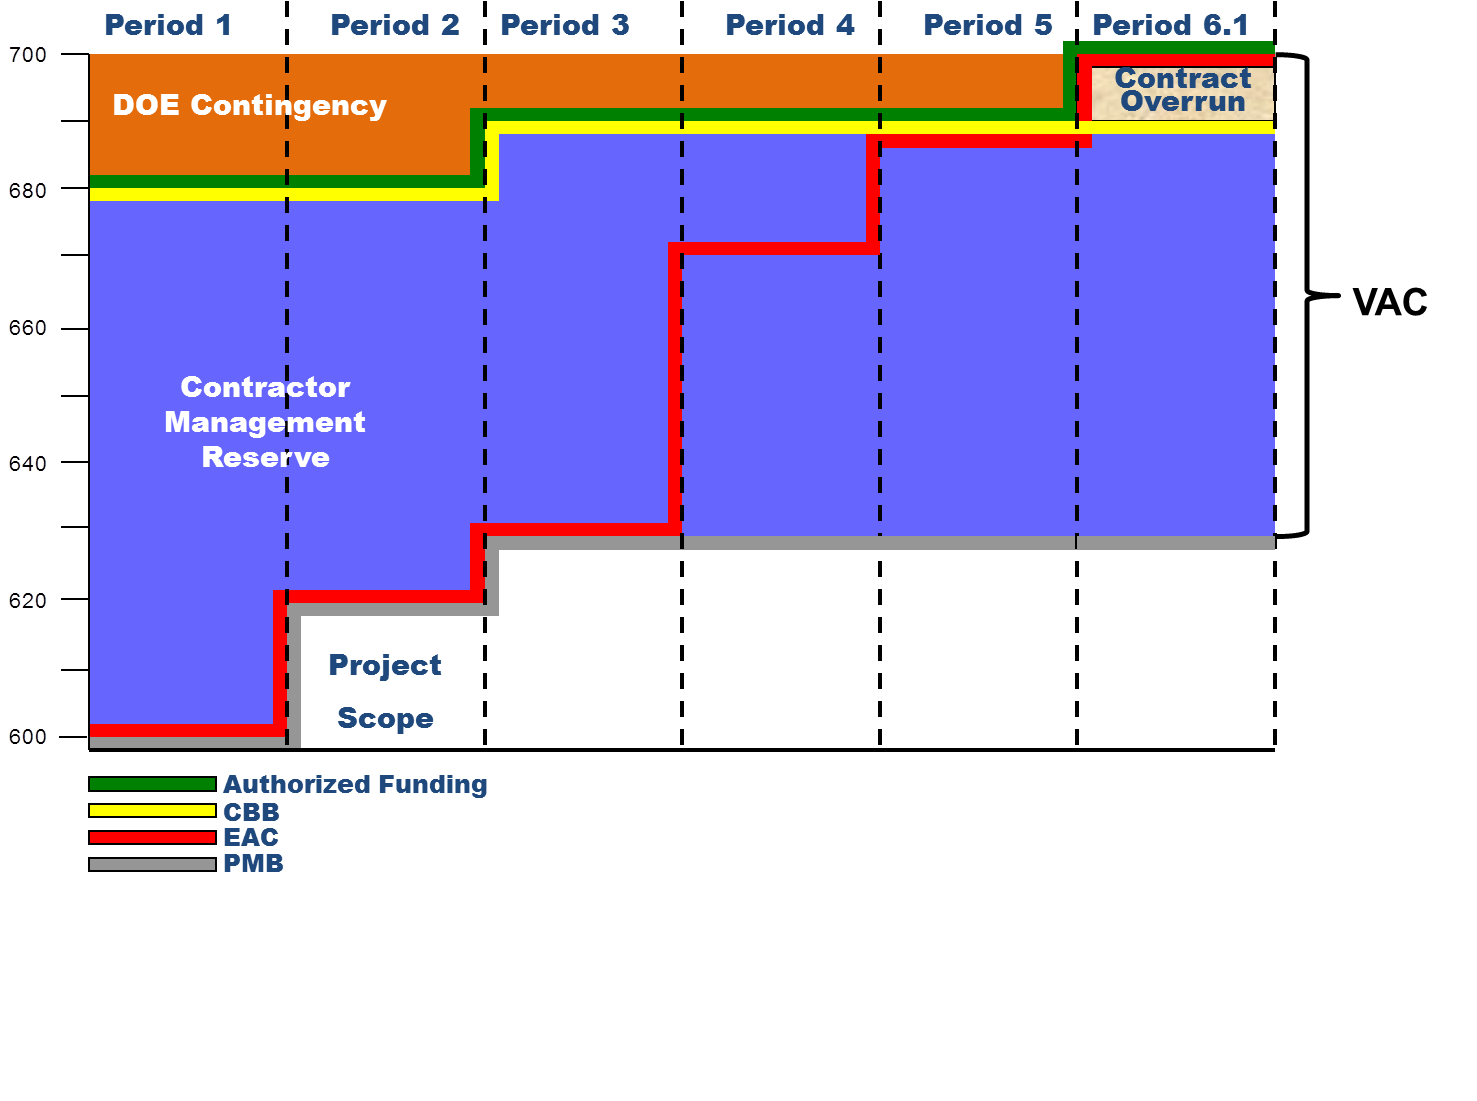 Period 1 Period 2 Period 3 Period 4 Period 5 Period 6.1
700
DOE Contingency
Contract
Overrun
680
VAC
660
Contractor
Management
Reserve
640
620
Project
Scope
600
Authorized Funding
CBB
EAC
PMB